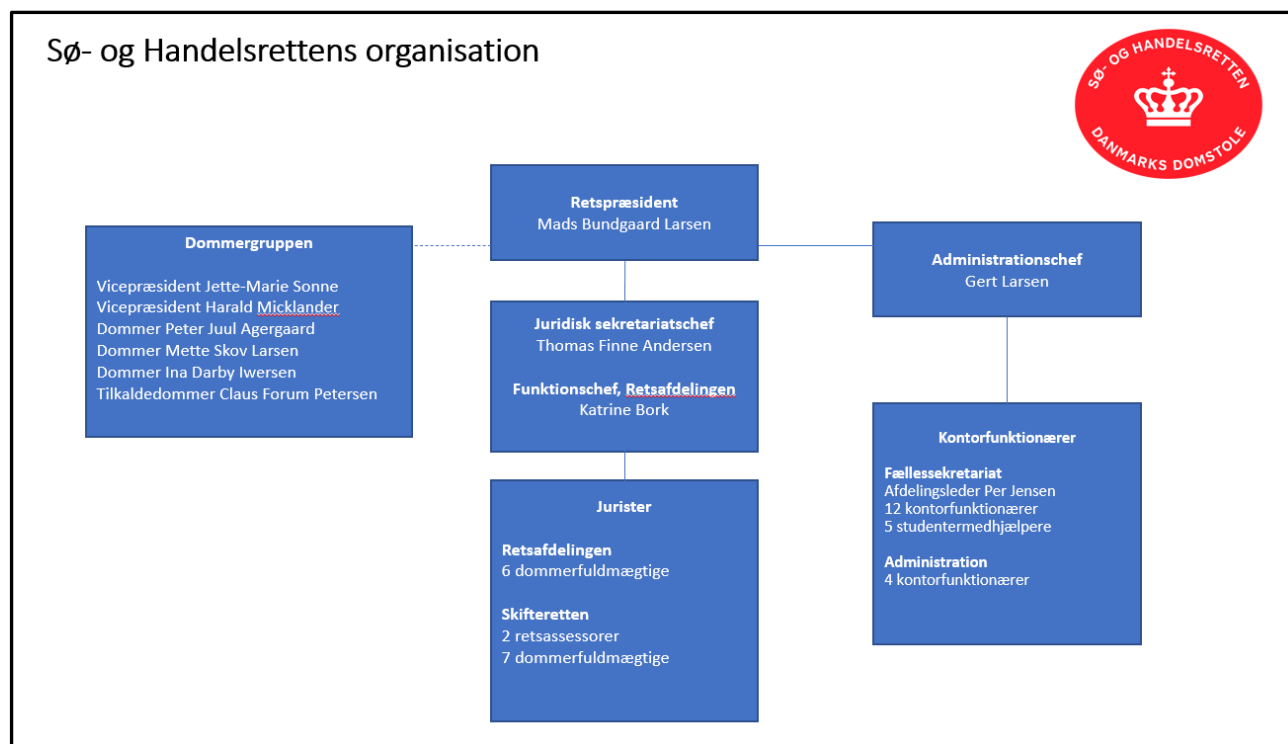 Sø- og Handelsrettens organisation
SØ- OG HANDELSRETTEN
DANMARKS DOMSTOLE
Retspræsident
Mads Bundgaard Larsen
Dommergruppen
Vicepræsident Jette-Marie Sonne
Vicepræsident Harald Micklander
Dommer Peter Juul Agergaard
Dommer Mette Skov Larsen
Dommer Ina Darby Iwersen
Tilkaldedommer Claus Forum Petersen
Administrationschef
Gert Larsen
Juridisk sekretariatschef
Thomas Finne Andersen
Funktionschef, Retsafdelingen
Katrine Bork
Kontorfunktionærer
Fællessekretariat
Afdelingsleder Per Jensen
12 kontorfunktionærer
5 studentermedhjælpere
Administration
4 kontorfunktionærer
Jurister
Retsafdelingen
6 dommerfuldmægtige
Skifteretten
2 retsassessorer
7 dommerfuldmægtige